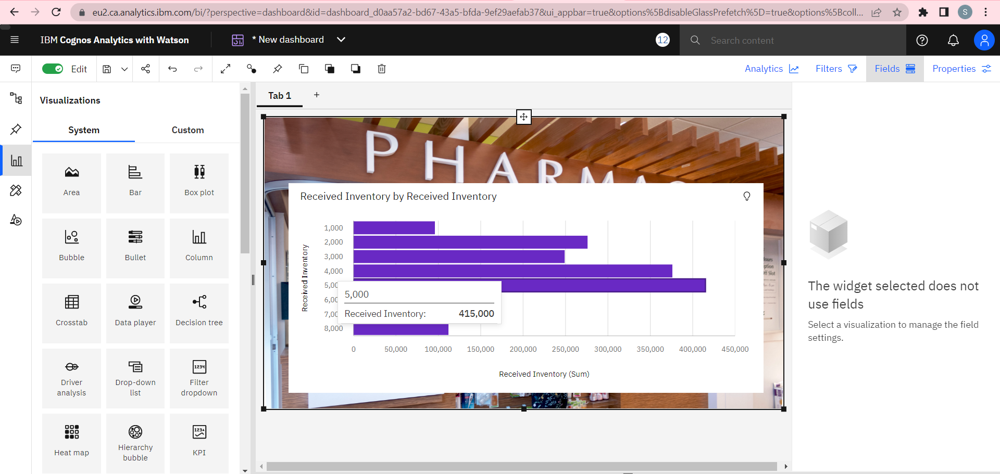 eu2.ca.analytics.ibm.com/bi/?perspective=dashboard&id=dashboard_d0aa57a2-bd67-43a5-bfda-9ef29aefab37&ui_appbar=true&options%5BdisableGlassPrefetch%5D=true&options%5Bcoll...
S
IBM Cognos Analytics with Watson
* New dashboard
12
Search content
Edit
Analytics
Filters
Fields
Properties
Visualizations
System
Custom
Area
Bar
Box plot
Bubble
Bullet
Column
Crosstab
Data player
Decision tree
Driver
analysis
Drop-down
list
Filter
dropdown
Heat map
Hierarchy
bubble
KPI
Tab 1
+
PHARMAC
Received Inventory by Received Inventory
Received Inventory
1,000
2,000
3,000
4,000
5,00
6,00
7,00
8,000
5,000
Received Inventory: 415,000
0 50,000 100,000 150,000 200,000 250,000 300,000 350,000 400,000 450,000
Received Inventory (Sum)
The widget selected does not
use fields
Select a visualization to manage the field
settings.